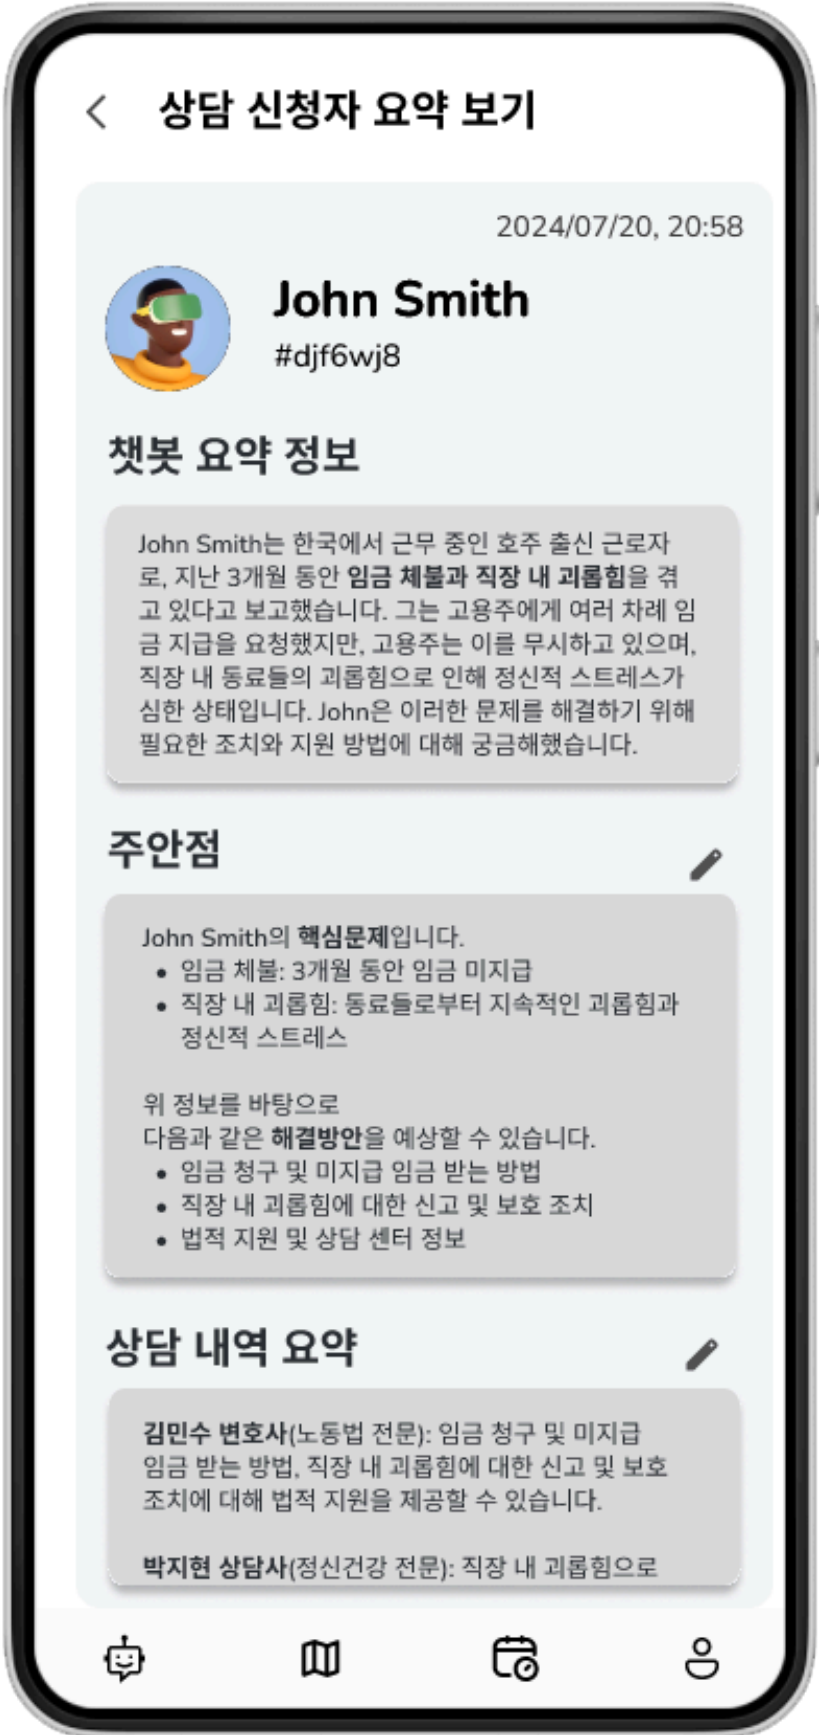 상담 신청자 요약 보기
2024/07/20, 20:58
John Smith
#djf6wj8
챗봇 요약 정보
John Smith는 한국에서 근무 중인 호주 출신 근로자
로, 지난 3개월 동안 임금 체불과 직장 내 괴롭힘을 겪
고 있다고 보고했습니다. 그는 고용주에게 여러 차례 임
금 지급을 요청했지만, 고용주는 이를 무시하고 있으며,
직장 내 동료들의 괴롭힘으로 인해 정신적 스트레스가
심한 상태입니다. John은 이러한 문제를 해결하기 위해
필요한 조치와 지원 방법에 대해 궁금해했습니다.
주안점
John Smith의 핵심문제입니다.
• 임금 체불: 3개월 동안 임금 미지급
• 직장 내 괴롭힘: 동료들로부터 지속적인 괴롭힘과
정신적 스트레스
위 정보를 바탕으로
다음과 같은 해결방안을 예상할 수 있습니다.
• 임금 청구 및 미지급 임금 받는 방법
• 직장 내 괴롭힘에 대한 신고 및 보호 조치
• 법적 지원 및 상담 센터 정보
상담 내역 요약
김민수 변호사(노동법 전문): 임금 청구 및 미지급
임금 받는 방법, 직장 내 괴롭힘에 대한 신고 및 보호
조치에 대해 법적 지원을 제공할 수 있습니다.
박지현 상담사(정신건강 전문): 직장 내 괴롭힘으로